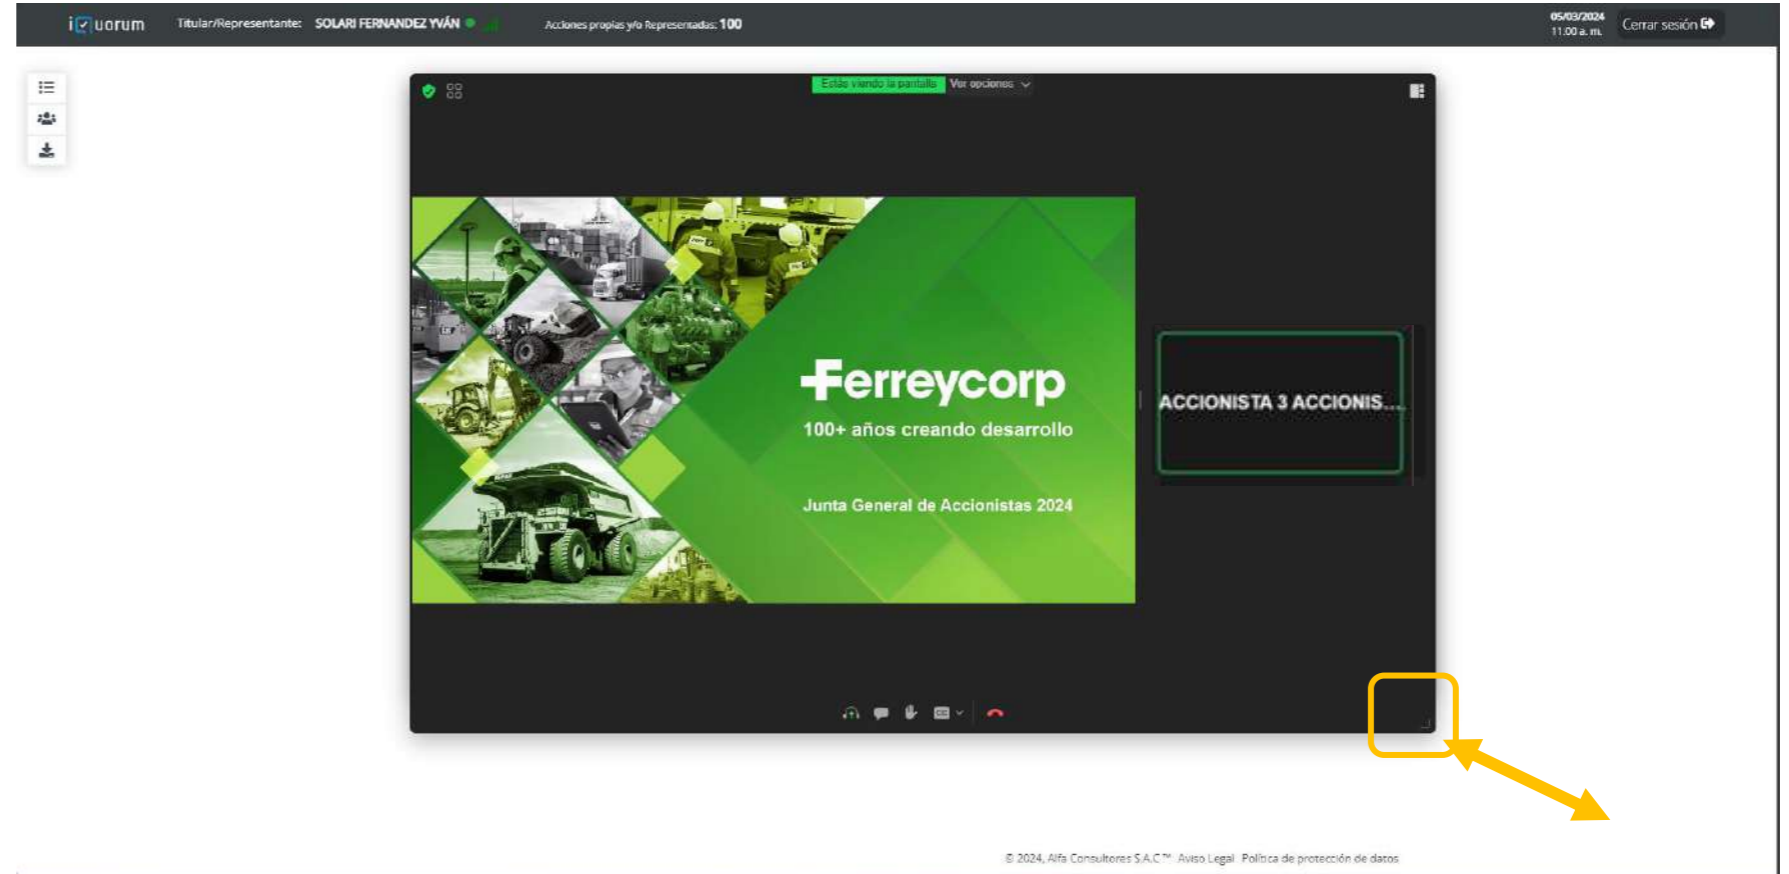 iQuorum
Titular/Representante: SOLARI FERNANDEZ YVÁN
Acciones propias y/o Representadas: 100
05/03/2024
11:00 a. m.
Cerrar sesión
Estás viendo la pantalla
Ver opciones
Ferreycorp
100+ años creando desarrollo
Junta General de Accionistas 2024
ACCIONISTA 3 ACCIONIS...
CC
© 2024, Alfa Consultores S.A.C™ Aviso Legal Política de protección de datos